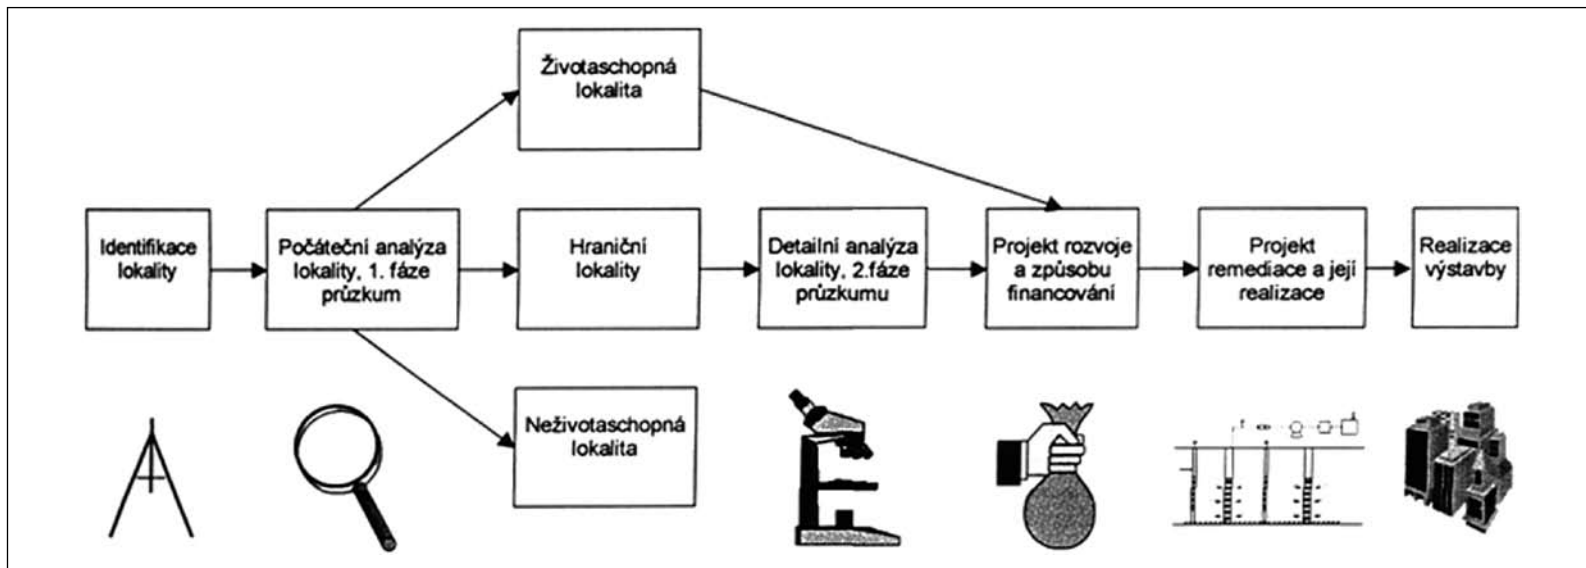 Životaschopná
lokalita
Identifikace
lokality
Počáteční analýza
lokality, 1. fáze
průzkum
Hraniční
lokality
Detailní analýza
lokality, 2.fáze
průzkumu
Projekt rozvoje
a způsobu
financování
Projekt
remediace a její
realizace
Realizace
výstavby
Neživotaschopná
lokalita